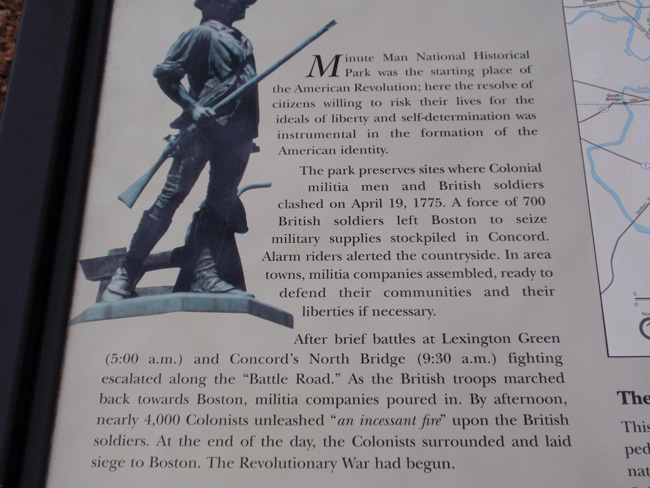 Minute Man National Historical
Park was the starting place of
the American Revolution; here the resolve of
citizens willing to risk their lives for the
ideals of liberty and self-determination was
instrumental in the formation of the
American identity.
The park preserves sites where Colonial
militia men and British soldiers
clashed on April 19, 1775. A force of 700
British soldiers left Boston to seize
military supplies stockpiled in Concord.
Alarm riders alerted the countryside. In area
towns, militia companies assembled, ready to
defend their communities and their
liberties if necessary.
After brief battles at Lexington Green
(5:00 a.m.) and Concord's North Bridge (9:30 a.m.) fighting
escalated along the "Battle Road." As the British troops marched
back towards Boston, militia companies poured in. By afternoon,
nearly 4,000 Colonists unleashed "an incessant fire" upon the British
soldiers. At the end of the day, the Colonists surrounded and laid
siege to Boston. The Revolutionary War had begun.
South
Bridge
The
This
ped
nat